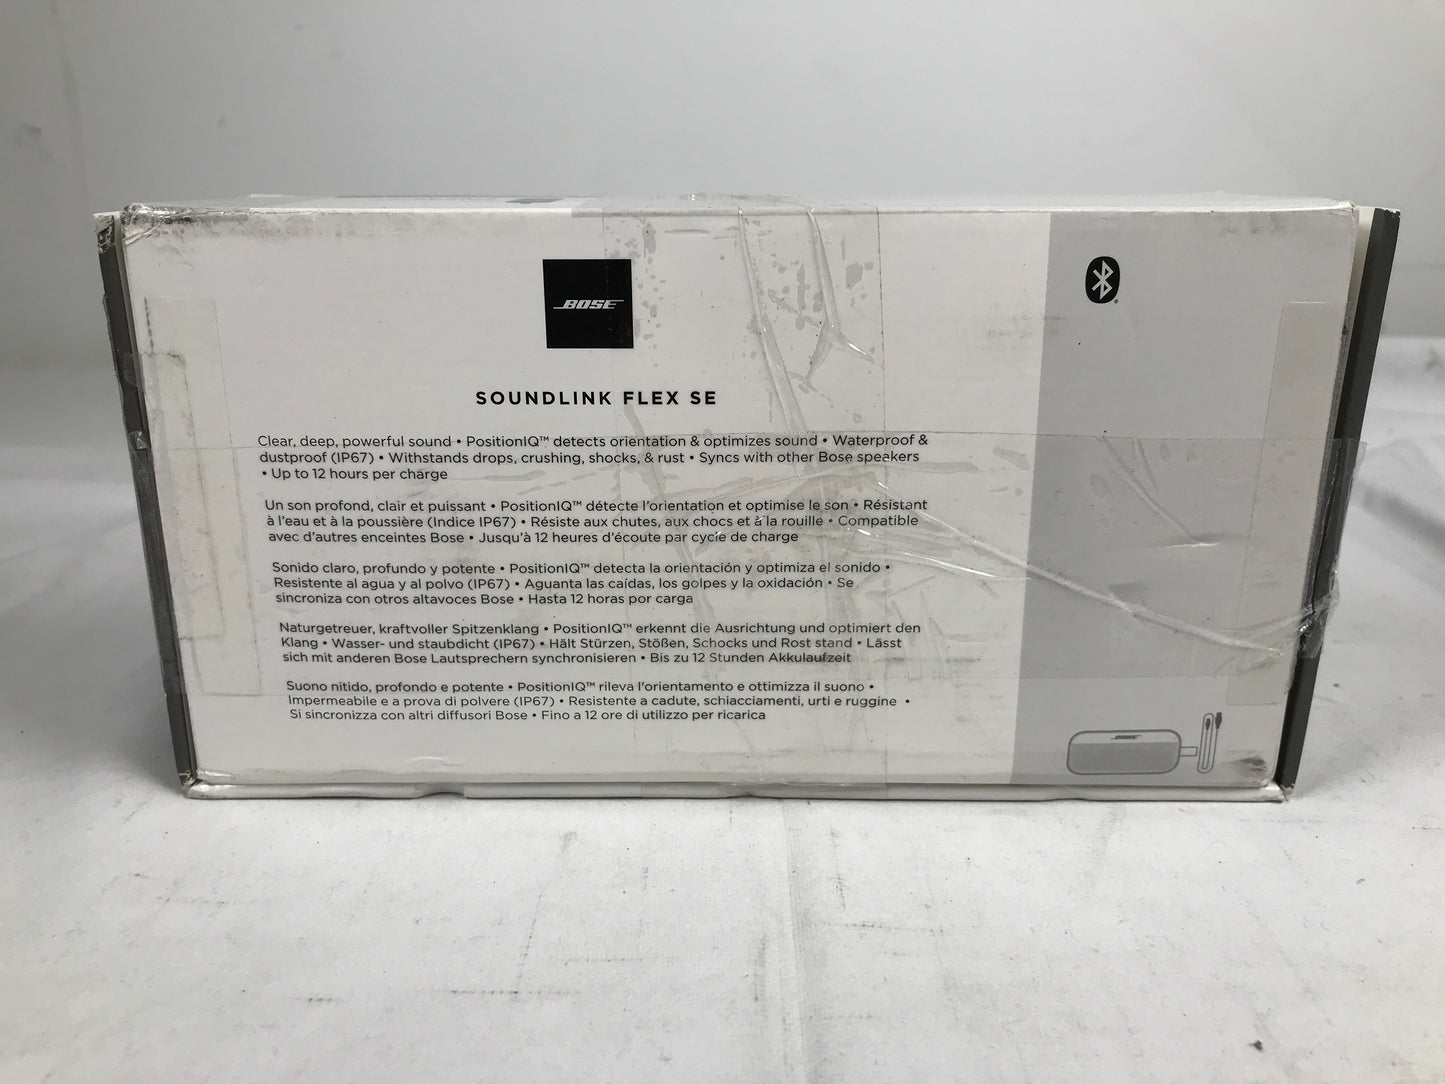 BOSE
SOUNDLINK FLEX SE
Clear, deep, powerful sound • PositionIQ™ detects orientation & optimizes sound • Waterproof &
dustproof (IP67) • Withstands drops, crushing, shocks, & rust • Syncs with other Bose speakers
• Up to 12 hours per charge
Un son profond, clair et puissant • PositionIQ™ détecte l'orientation et optimise le son • Résistant
à l'eau et à la poussière (Indice IP67) • Résiste aux chutes, aux chocs et à la rouille • Compatible
avec d'autres enceintes Bose • Jusqu'à 12 heures d'écoute par cycle de charge
Sonido claro, profundo y potente • PositionIQ™ detecta la orientación y optimiza el sonido •
Resistente al agua y al polvo (IP67) • Aguanta las caídas, los golpes y la oxidación • Se
sincroniza con otros altavoces Bose • Hasta 12 horas por carga
Naturgetreuer, kraftvoller Spitzenklang • PositionIQ™ erkennt die Ausrichtung und optimiert den
Klang • Wasser- und staubdicht (IP67) • Hält Stürzen, Stößen, Schocks und Rost stand • Lässt
sich mit anderen Bose Lautsprechern synchronisieren • Bis zu 12 Stunden Akkulaufzeit
Suono nitido, profondo e potente • PositionIQ™ rileva l'orientamento e ottimizza il suono •
Impermeabile e a prova di polvere (IP67) • Resistente a cadute, schiacciamenti, urti e ruggine •
Si sincronizza con altri diffusori Bose • Fino a 12 ore di utilizzo per ricarica
BOSE